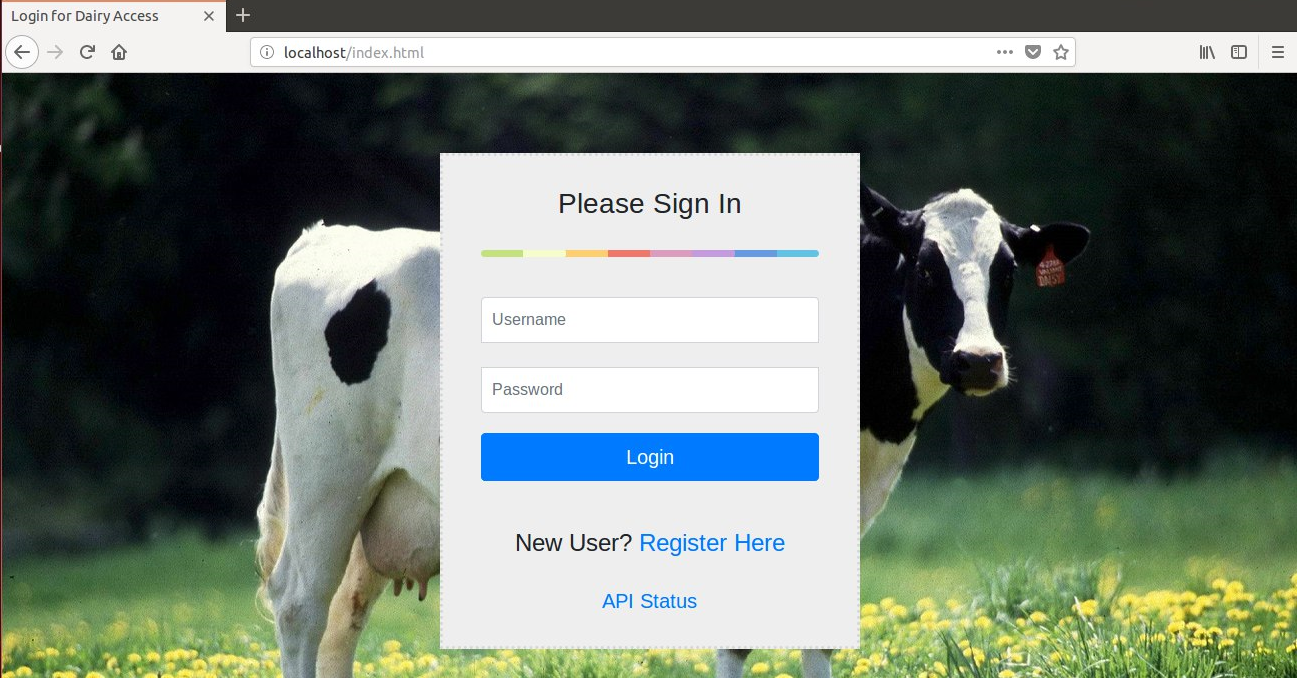 Login for Dairy Access
localhost/index.html
Please Sign In
Username
Password
Login
New User? Register Here
API Status